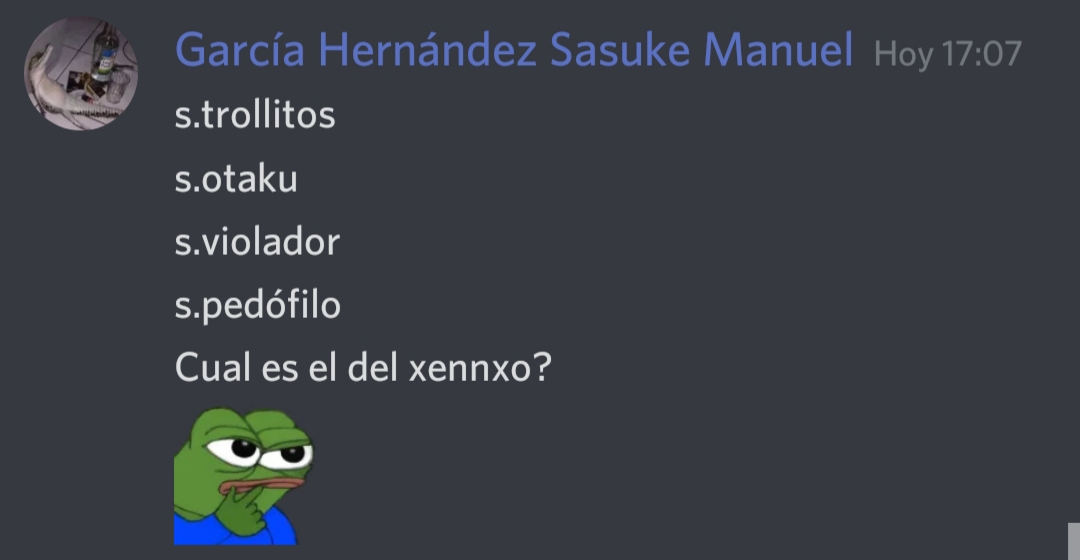 García Hernández Sasuke Manuel Hoy 17:07
s.trollitos
s.otaku
s.violador
s.pedófilo
Cual es el del xennxo?